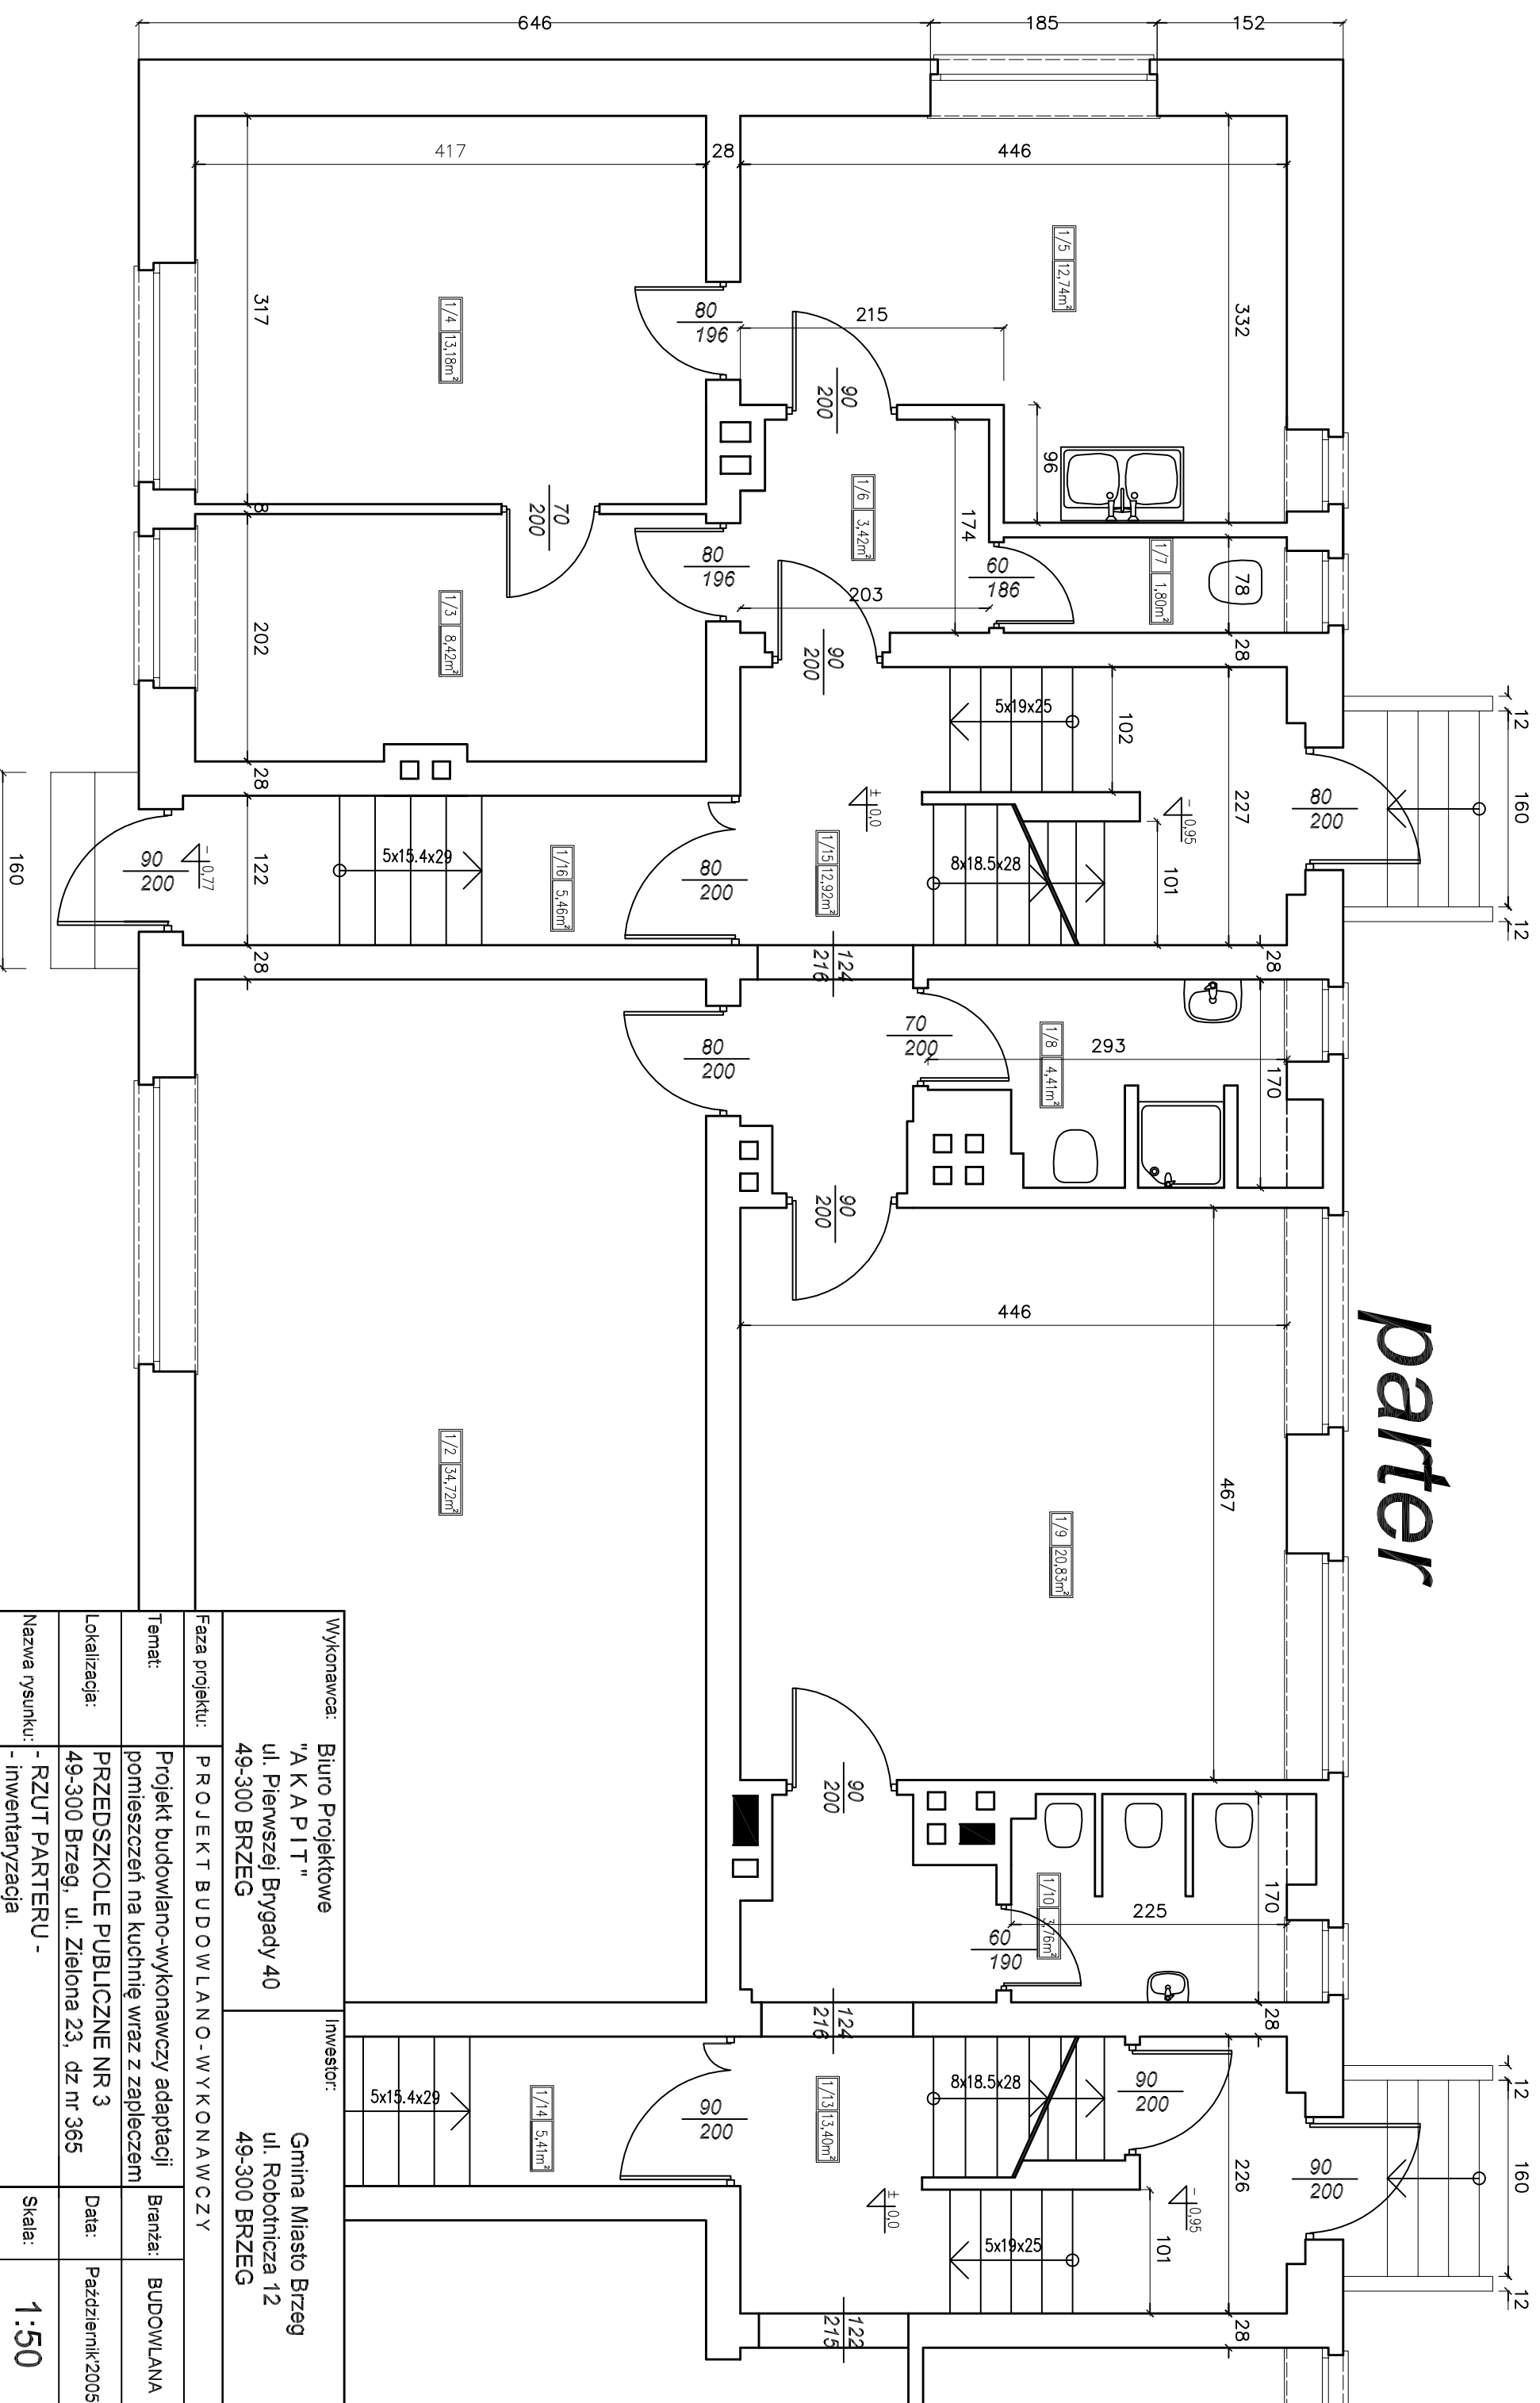 parter
646
185
152
417
28
446
1/5 12,74m²
332
317
1/4 13,18m²
80
196
215
90
200
96
8
70
200
1/6 3,42m²
174
1/7 1,80m²
78
60
186
203
80
196
202
1/3 8,42m²
28
90
200
28
5x19x25
102
227
12
160
12
80
200
-0,95
±0,0
1/15 12,92m²
8x18.5x28
101
80
200
1/16 5,46m²
5x15.4x29
122
90
200
-0,77
160
28
124
216
28
70
200
80
200
1/8 4,41m²
293
170
90
200
446
467
1/9 20,83m²
1/2 34,72m²
90
200
170
1/10 3,76m²
225
60
190
124
216
28
12
160
12
90
200
8x18.5x28
90
200
1/13 13,40m²
1/14 5,41m²
5x15.4x29
226
90
200
-0,95
±0,0
5x19x25
101
122
215
28
Wykonawca: Biuro Projektowe
"A K A P I T"
ul. Pierwszej Brygady 40
49-300 BRZEG
Inwestor:
Gmina Miasto Brzeg
ul. Robotnicza 12
49-300 BRZEG
Faza projektu: PROJEKT BUDOWLANO-WYKONAWCZY
Temat: Projekt budowlano-wykonawczy adaptacji
pomieszczeń na kuchnię wraz z zapleczem
Branża: BUDOWLANA
Lokalizacja: PRZEDSZKOLE PUBLICZNE NR 3
49-300 Brzeg, ul. Zielona 23, dz nr 365
Data: Październik'2005
Nazwa rysunku: - RZUT PARTERU -
- inwentaryzacja
Skala: 1:50